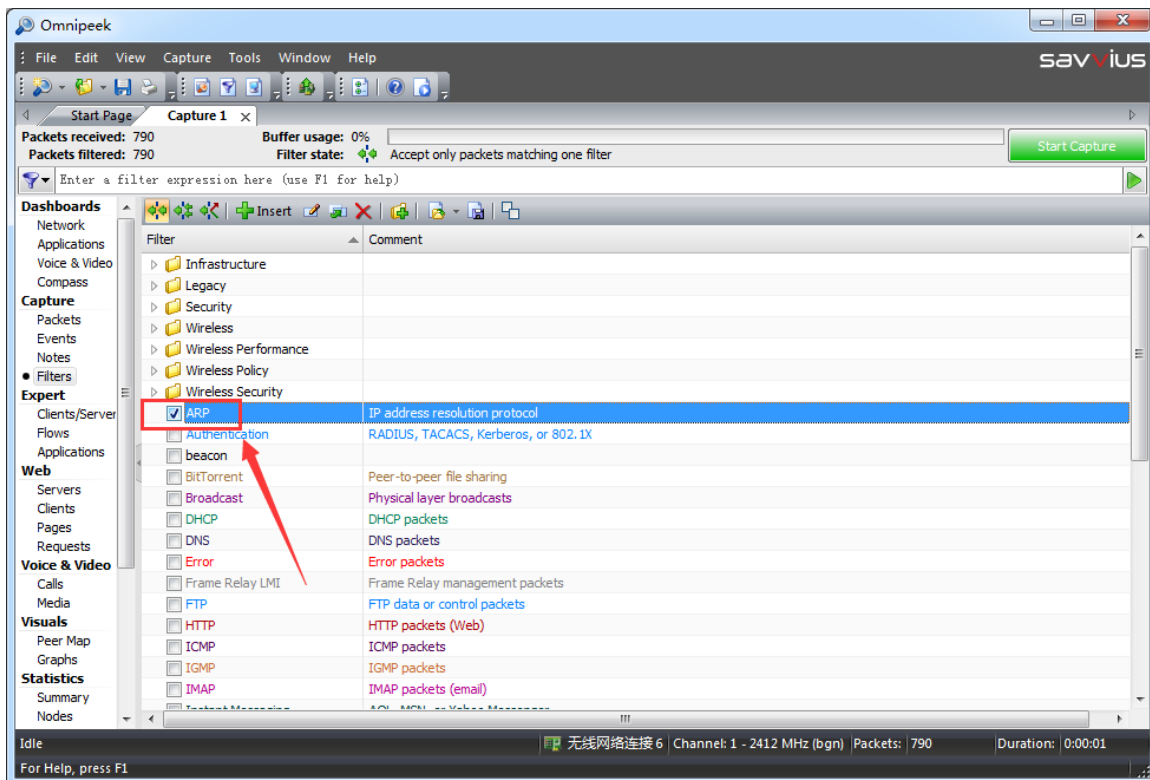 Omnipeek
File Edit View Capture Tools Window Help
savvius
Start Page Capture 1
Packets received: 790 Buffer usage: 0%
Packets filtered: 790 Filter state: Accept only packets matching one filter
Start Capture
Enter a filter expression here (use F1 for help)
Dashboards
Network
Applications
Voice & Video
Compass
Capture
Packets
Events
Notes
Filters
Expert
Clients/Server
Flows
Applications
Web
Servers
Clients
Pages
Requests
Voice & Video
Calls
Media
Visuals
Peer Map
Graphs
Statistics
Summary
Nodes
Insert
Filter Comment
Infrastructure
Legacy
Security
Wireless
Wireless Performance
Wireless Policy
Wireless Security
ARP IP address resolution protocol
Authentication RADIUS, TACACS, Kerberos, or 802.1X
beacon
BitTorrent Peer-to-peer file sharing
Broadcast Physical layer broadcasts
DHCP DHCP packets
DNS DNS packets
Error Error packets
Frame Relay LMI Frame Relay management packets
FTP FTP data or control packets
HTTP HTTP packets (Web)
ICMP ICMP packets
IGMP IGMP packets
IMAP IMAP packets (email)
Instant Messaging AOL, MSN, or Yahoo Messenger
Idle 无线网络连接 6 Channel: 1 - 2412 MHz (bgn) Packets: 790 Duration: 0:00:01
For Help, press F1